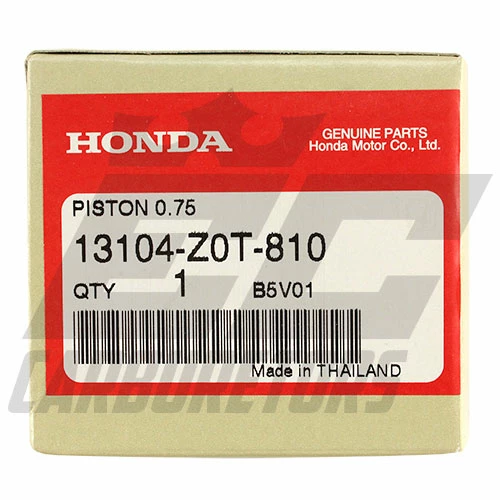 HONDA
GENUINE PARTS
Honda Motor Co., Ltd.
PISTON 0.75
13104-Z0T-810
QTY 1 B5V01
Made in THAILAND
EC
CARBURETORS